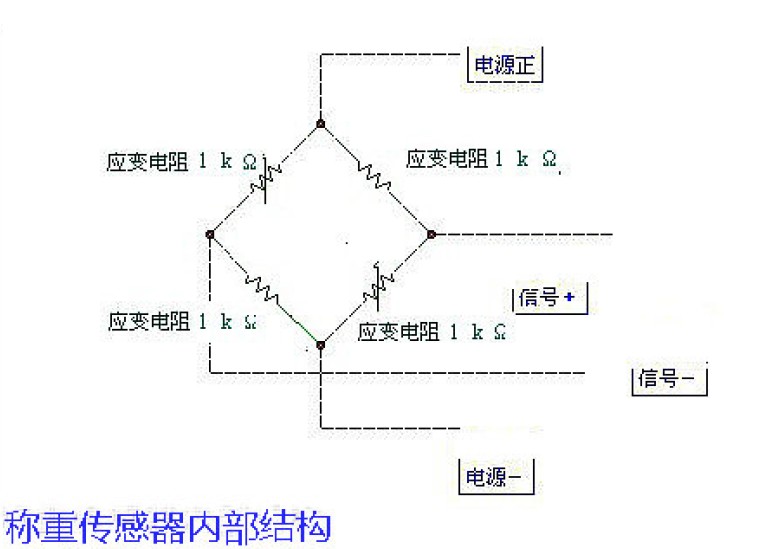 电源正
应变电阻 1 k Ω
应变电阻 1 k Ω
信号+
应变电阻 1 k Ω
应变电阻 1 k Ω
信号-
电源-
称重传感器内部结构